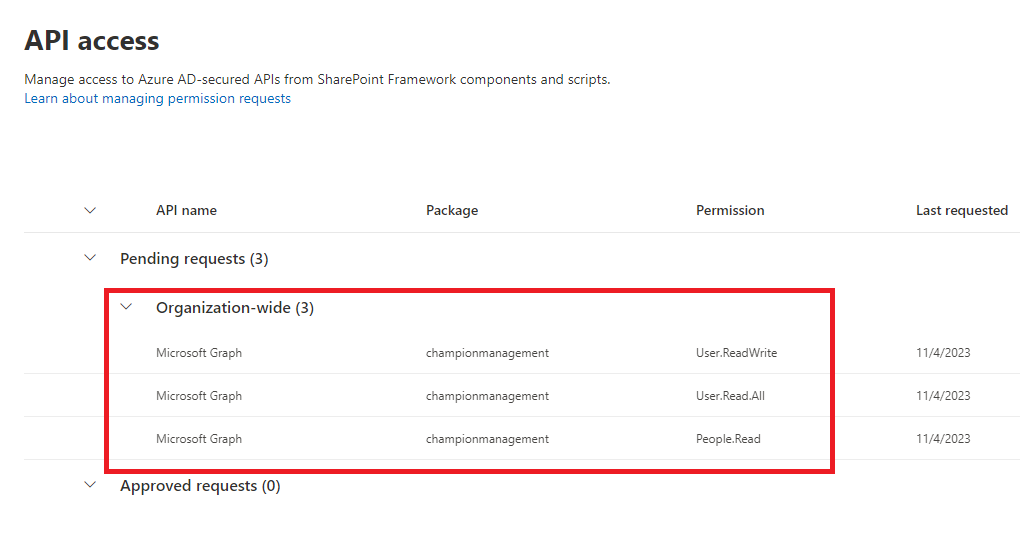 API access
Manage access to Azure AD-secured APIs from SharePoint Framework components and scripts.
Learn about managing permission requests
API name Package Permission Last requested
Pending requests (3)
Organization-wide (3)
Microsoft Graph championmanagement User.ReadWrite 11/4/2023
Microsoft Graph championmanagement User.Read.All 11/4/2023
Microsoft Graph championmanagement People.Read 11/4/2023
Approved requests (0)